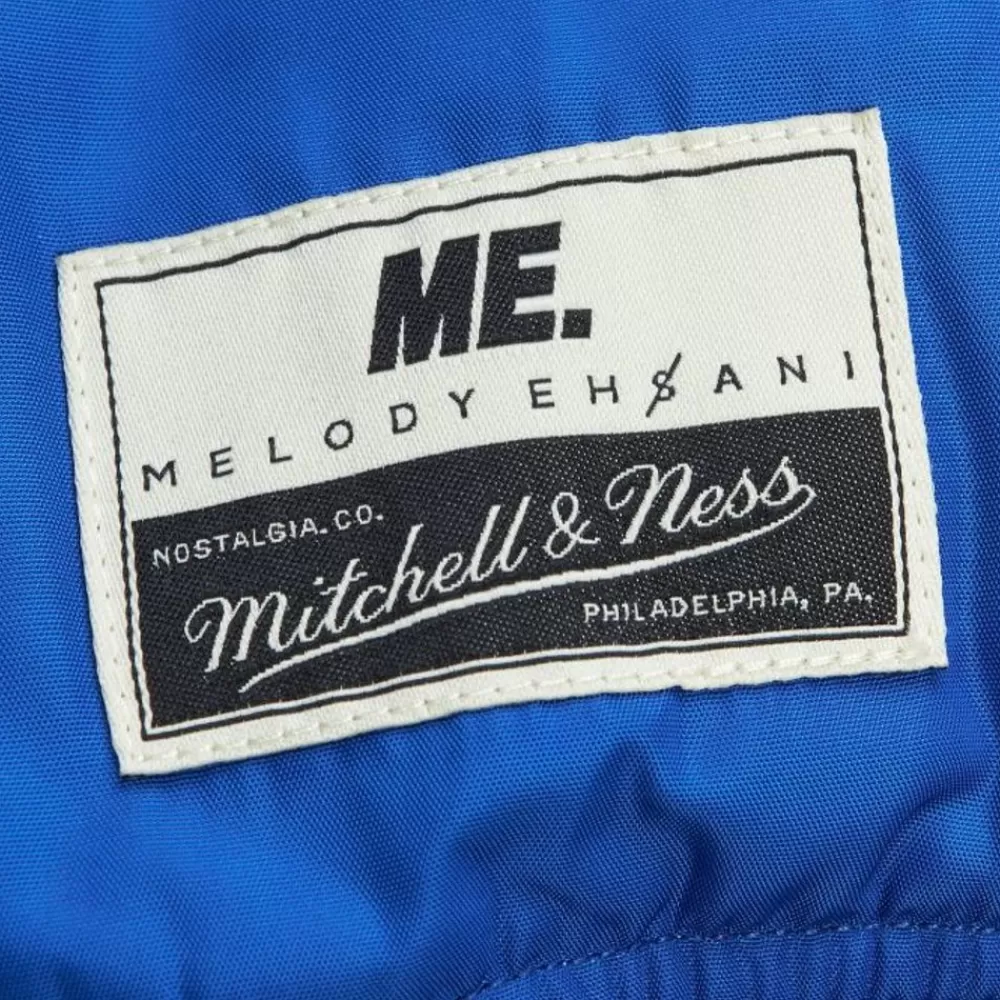 ME.
MELODY EHSANI
NOSTALGIA. CO.
Mitchell & Ness
PHILADELPHIA, PA.